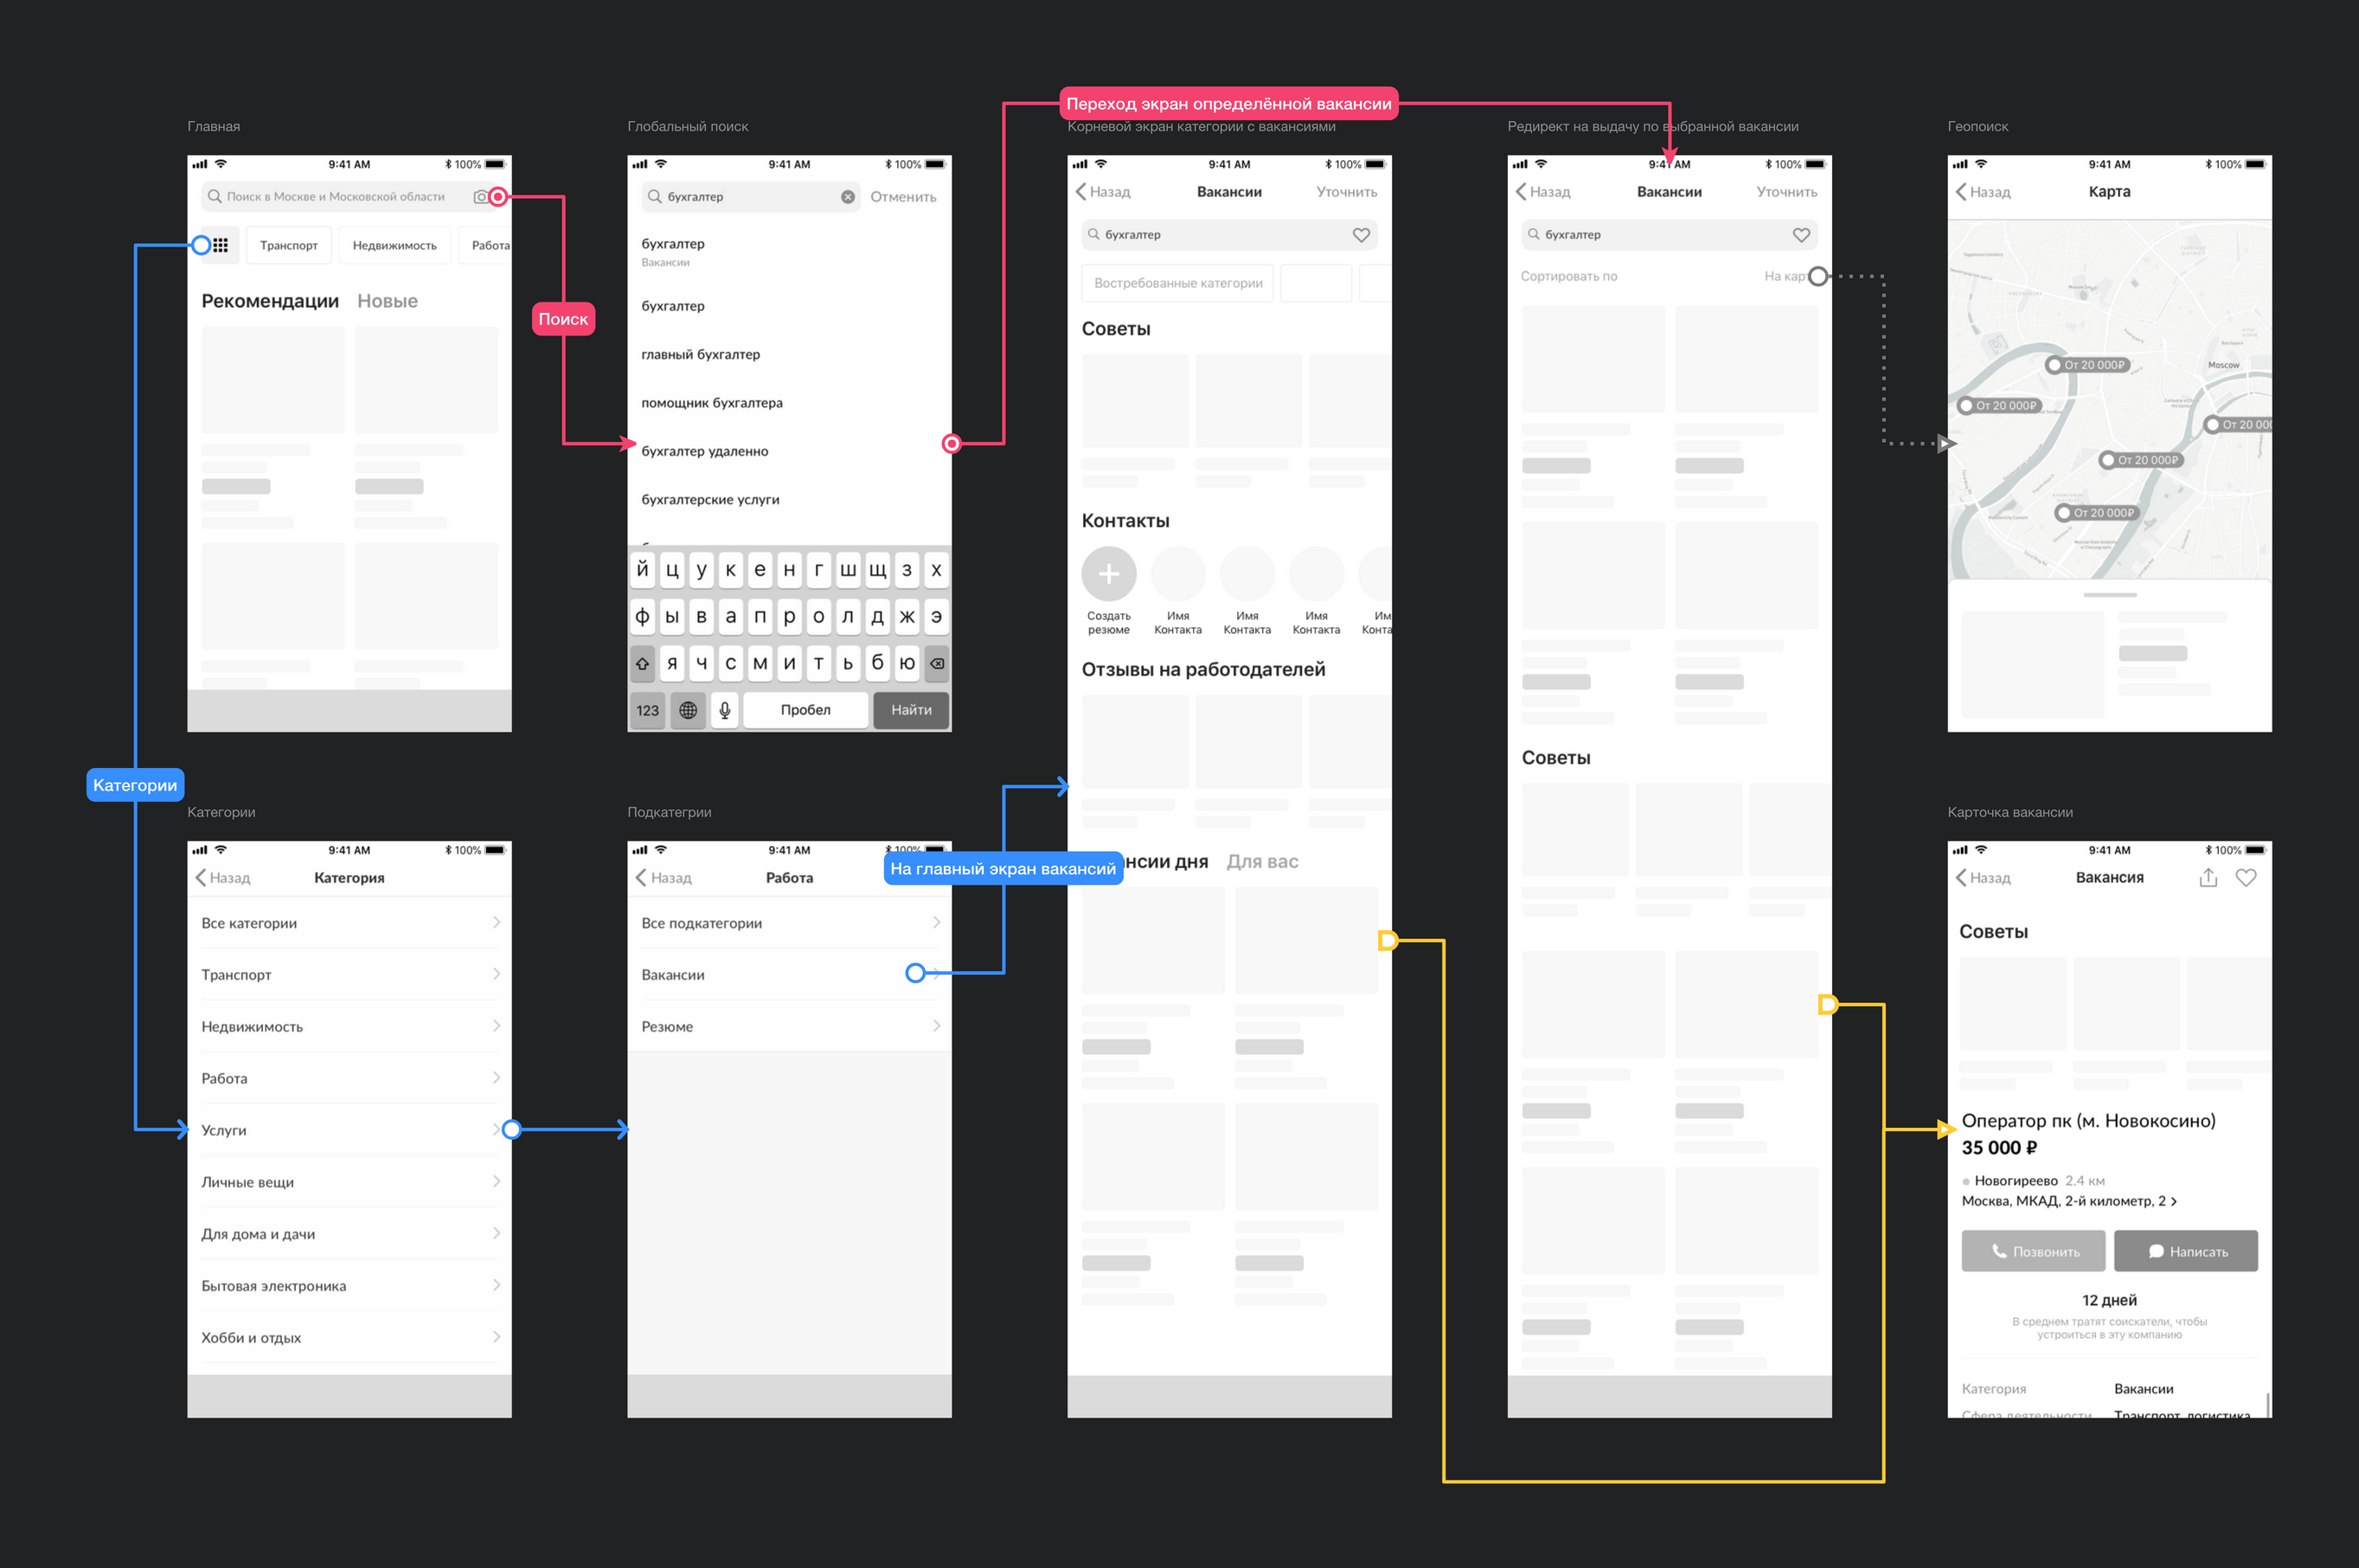 Переход экран определённой вакансии
Главная
9:41 AM
100%
Поиск в Москве и Московской области
Транспорт
Недвижимость
Работа
Рекомендации
Новые
Поиск
Глобальный поиск
9:41 AM
100%
бухгалтер
Отменить
бухгалтер
Вакансии
бухгалтер
главный бухгалтер
помощник бухгалтера
бухгалтер удаленно
бухгалтерские услуги
й ц у к е н г ш щ з х
ф ы в а п р о л д ж э
я ч с м и т ь б ю
123
Пробел
Найти
Корневой экран категории с вакансиями
9:41 AM
100%
Назад
Вакансии
Уточнить
бухгалтер
Востребованные категории
Советы
Контакты
Создать
резюме
Имя
Контакта
Имя
Контакта
Имя
Контакта
Им
Конта
Отзывы на работодателей
нсии дня
Для вас
Редирект на выдачу по выбранной вакансии
9:41 AM
100%
Назад
Вакансии
Уточнить
бухгалтер
Сортировать по
На кар
Советы
Геопоиск
9:41 AM
100%
Назад
Карта
Moscow
От 20 000₽
От 20 000₽
От 20 000
От 20 000₽
От 20 000₽
Категории
Категории
9:41 AM
100%
Назад
Категория
Все категории
Транспорт
Недвижимость
Работа
Услуги
Личные вещи
Для дома и дачи
Бытовая электроника
Хобби и отдых
Подкатегрии
9:41 AM
100%
Назад
Работа
Все подкатегории
Вакансии
Резюме
На главный экран вакансий
Карточка вакансии
9:41 AM
100%
Назад
Вакансия
Советы
Оператор пк (м. Новокосино)
35 000 ₽
Новогиреево 2.4 км
Москва, МКАД, 2-й километр, 2
Позвонить
Написать
12 дней
В среднем тратят соискатели, чтобы
устроиться в эту компанию
Категория
Вакансии
Сфера деятельности
Транспорт, логистика